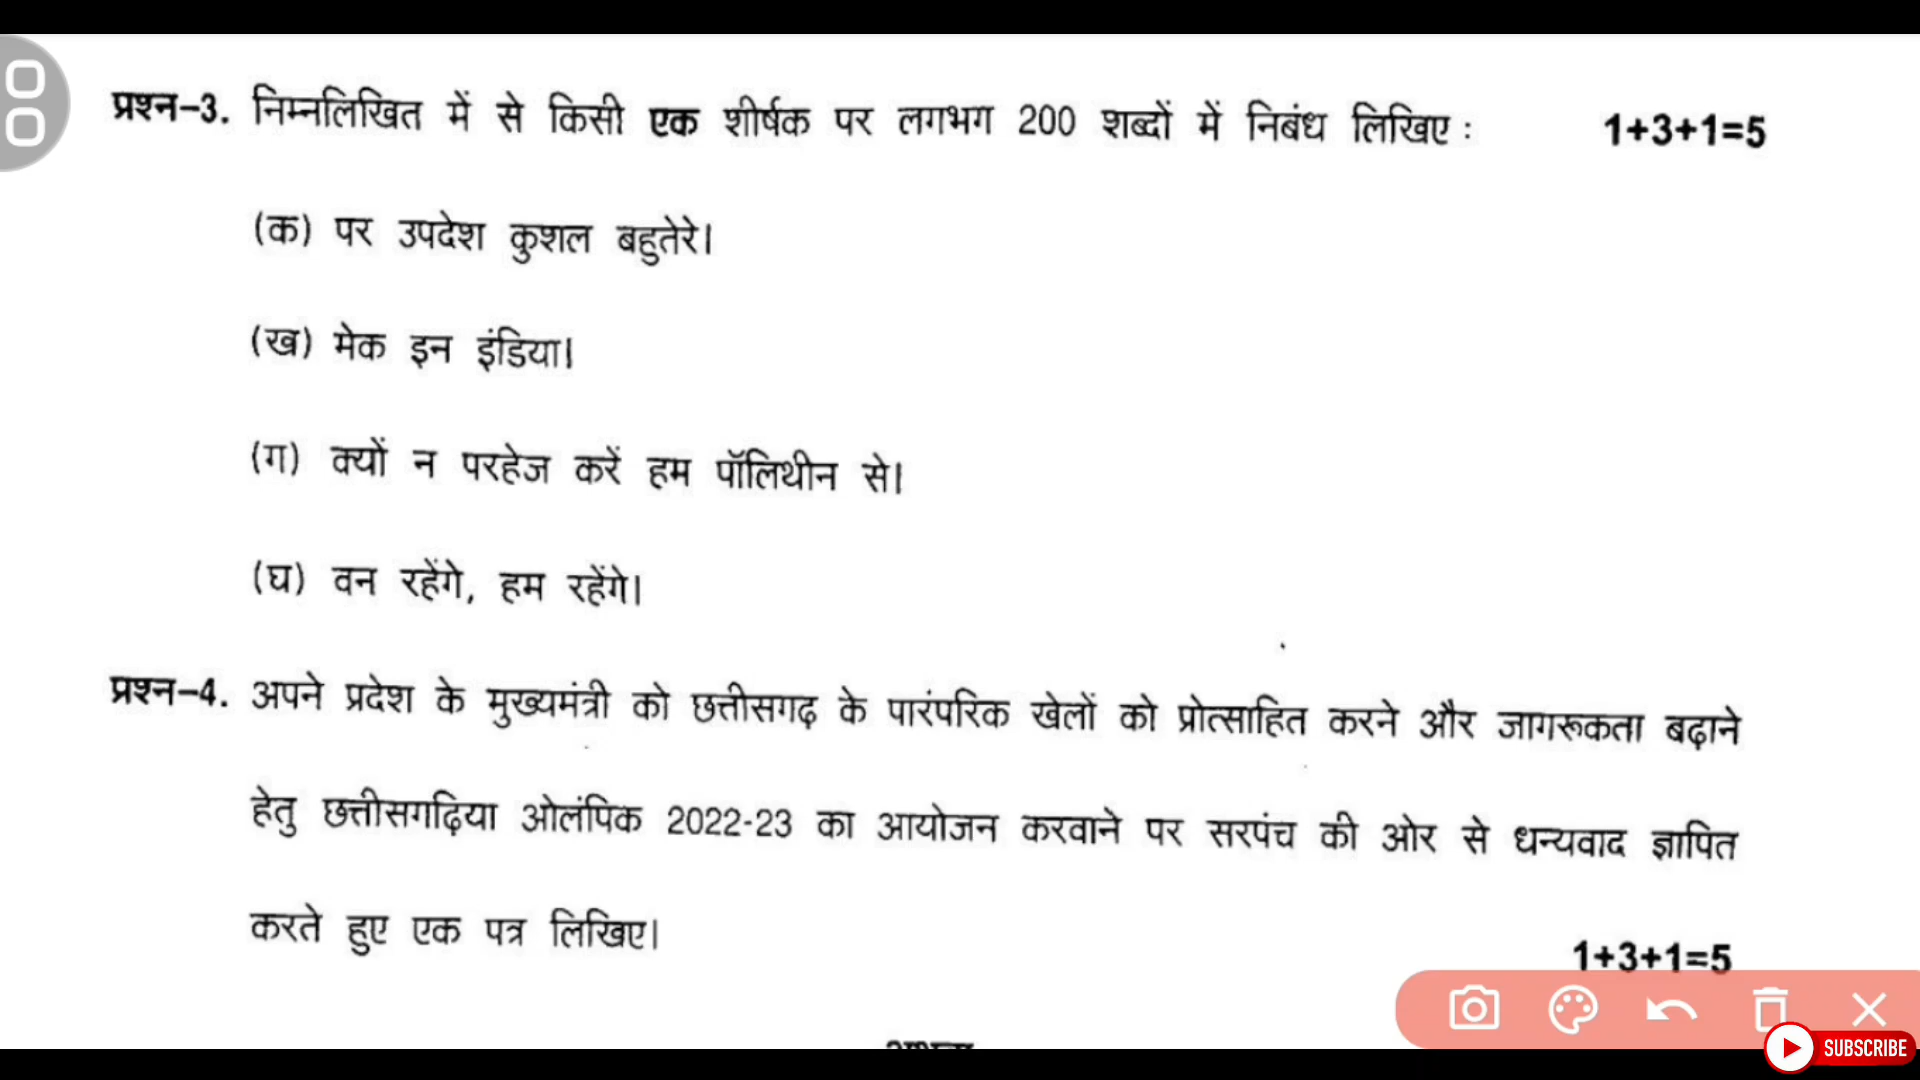 प्रश्न–3. निम्नलिखित में से किसी एक शीर्षक पर लगभग 200 शब्दों में निबंध लिखिए : 1+3+1=5
(क) पर उपदेश कुशल बहुतेरे।
(ख) मेक इन इंडिया।
(ग) क्यों न परहेज करें हम पॉलिथीन से।
(घ) वन रहेंगे, हम रहेंगे।
प्रश्न–4. अपने प्रदेश के मुख्यमंत्री को छत्तीसगढ़ के पारंपरिक खेलों को प्रोत्साहित करने और जागरूकता बढ़ाने
हेतु छत्तीसगढ़िया ओलंपिक 2022-23 का आयोजन करवाने पर सरपंच की ओर से धन्यवाद ज्ञापित
करते हुए एक पत्र लिखिए।
1+3+1=5
SUBSCRIBE